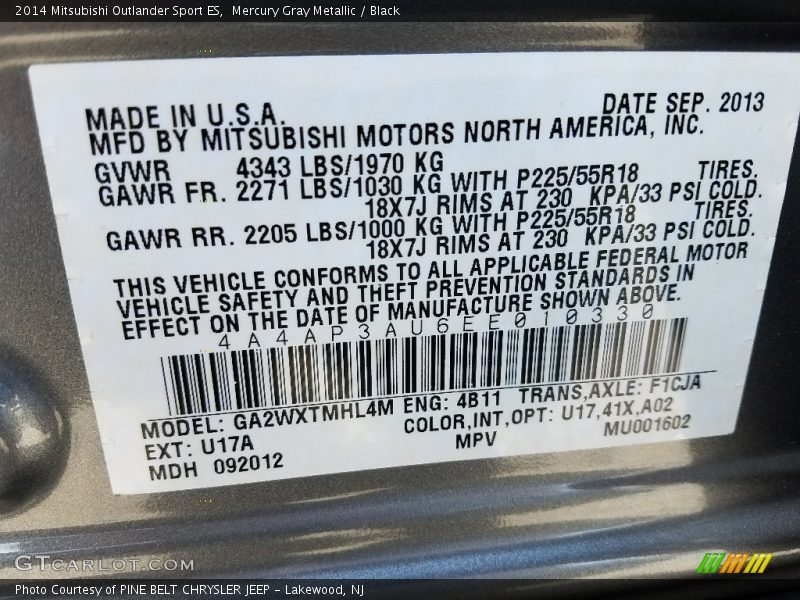 2014 Mitsubishi Outlander Sport ES,  Mercury Gray Metallic / Black
MADE IN U.S.A. DATE SEP. 2013
MFD BY MITSUBISHI MOTORS NORTH AMERICA, INC.
GVWR 4343 LBS/1970 KG
GAWR FR. 2271 LBS/1030 KG WITH P225/55R18 TIRES.
18X7J RIMS AT 230 KPA/33 PSI COLD.
GAWR RR. 2205 LBS/1000 KG WITH P225/55R18 TIRES.
18X7J RIMS AT 230 KPA/33 PSI COLD.
THIS VEHICLE CONFORMS TO ALL APPLICABLE FEDERAL MOTOR
VEHICLE SAFETY AND THEFT PREVENTION STANDARDS IN
EFFECT ON THE DATE OF MANUFACTURE SHOWN ABOVE.
4A4AP3AU6EE010330
MODEL: GA2WXTMHL4M ENG: 4B11 TRANS,AXLE: F1CJA
EXT: U17A COLOR,INT,OPT: U17,41X,A02
MDH 092012 MPV MU001602
GTCARLOT.COM
Photo Courtesy of PINE BELT CHRYSLER JEEP - Lakewood, NJ